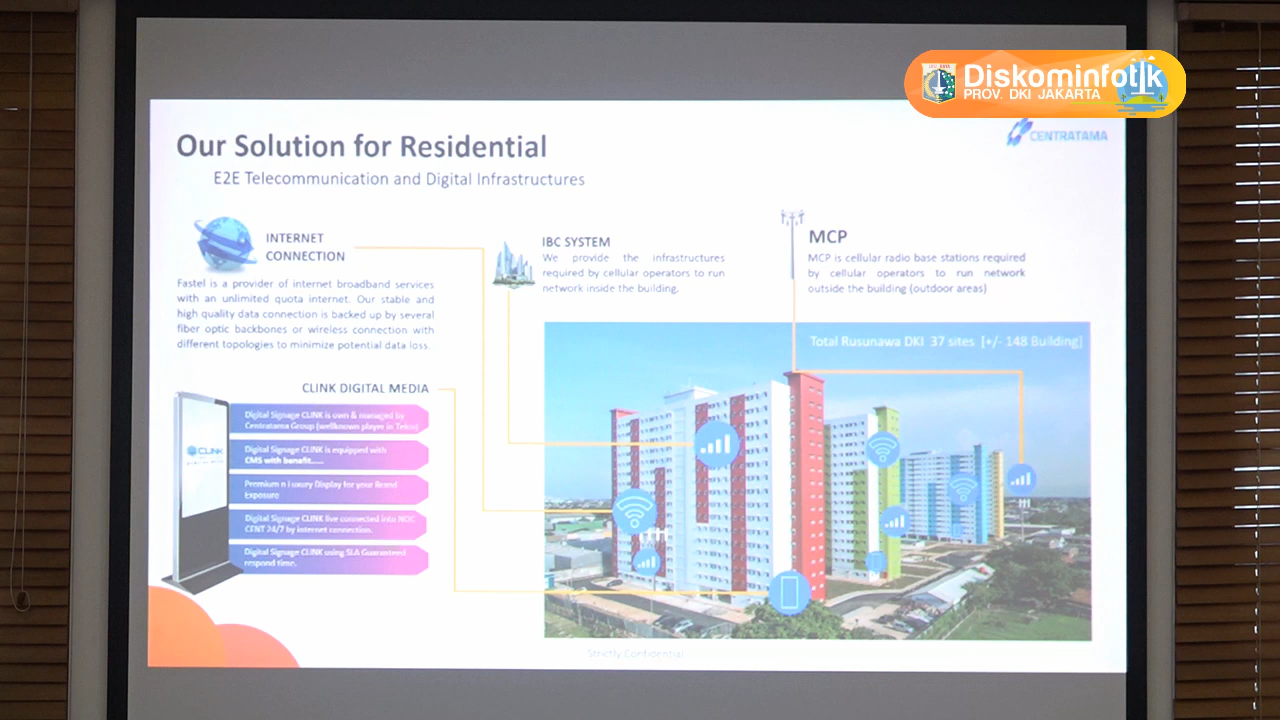 Diskominfotik
PROV. DKI JAKARTA
CENTRATAMA
Our Solution for Residential
E2E Telecommunication and Digital Infrastructures
INTERNET
CONNECTION
Fastel is a provider of internet broadband services
with an unlimited quota internet. Our stable and
high quality data connection is backed up by several
fiber optic backbones or wireless connection with
different topologies to minimize potential data loss.
IBC SYSTEM
We provide the infrastructures
required by cellular operators to run
network inside the building.
MCP
MCP is cellular radio base stations required
by cellular operators to run network
outside the building (outdoor areas)
Total Rusunawa DKI 37 sites [+/- 148 Building]
CLINK DIGITAL MEDIA
CLINK
Digital Signage CLINK is own & managed by
Centratama Group (wellknown player in Telco)
Digital Signage CLINK is equipped with
CMS with benefit.....
Premium n Luxury Display for your Brand
Exposure
Digital Signage CLINK live connected into NOC
CENT 24/7 by internet connection.
Digital Signage CLINK using SLA Guaranteed
respond time.
Strictly Confidential